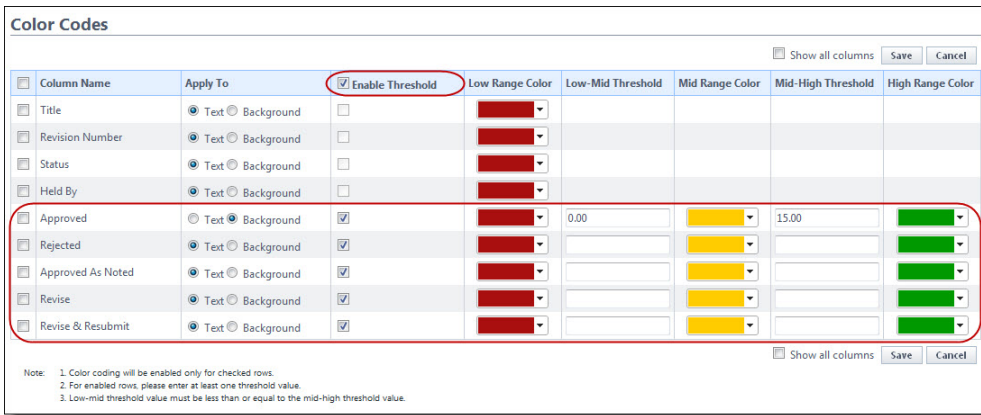 Color Codes
Show all columns Save Cancel
Column Name Apply To Enable Threshold Low Range Color Low-Mid Threshold Mid Range Color Mid-High Threshold High Range Color
Title Text Background
Revision Number Text Background
Status Text Background
Held By Text Background
Approved Text Background 0.00 15.00
Rejected Text Background
Approved As Noted Text Background
Revise Text Background
Revise & Resubmit Text Background
Show all columns Save Cancel
Note: 1. Color coding will be enabled only for checked rows.
2. For enabled rows, please enter at least one threshold value.
3. Low-mid threshold value must be less than or equal to the mid-high threshold value.